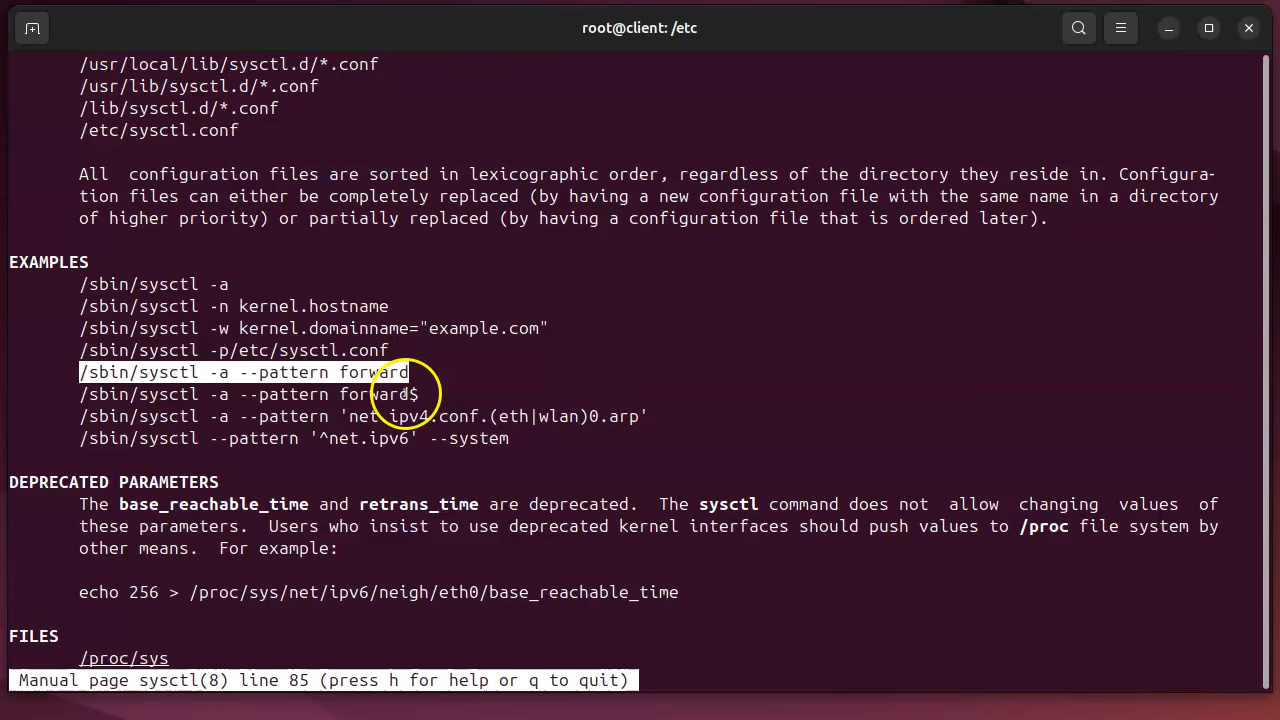 root@client: /etc
/usr/local/lib/sysctl.d/*.conf
/usr/lib/sysctl.d/*.conf
/lib/sysctl.d/*.conf
/etc/sysctl.conf
All  configuration files are sorted in lexicographic order, regardless of the directory they reside in. Configura-
tion files can either be completely replaced (by having a new configuration file with the same name in a directory
of higher priority) or partially replaced (by having a configuration file that is ordered later).
EXAMPLES
/sbin/sysctl -a
/sbin/sysctl -n kernel.hostname
/sbin/sysctl -w kernel.domainname="example.com"
/sbin/sysctl -p/etc/sysctl.conf
/sbin/sysctl -a --pattern forward
/sbin/sysctl -a --pattern forward$
/sbin/sysctl -a --pattern 'net.ipv4.conf.(eth|wlan)0.arp'
/sbin/sysctl --pattern '^net.ipv6' --system
DEPRECATED PARAMETERS
The base_reachable_time and retrans_time are deprecated.  The sysctl command does not  allow  changing  values  of
these parameters.  Users who insist to use deprecated kernel interfaces should push values to /proc file system by
other means.  For example:
echo 256 > /proc/sys/net/ipv6/neigh/eth0/base_reachable_time
FILES
/proc/sys
Manual page sysctl(8) line 85 (press h for help or q to quit)